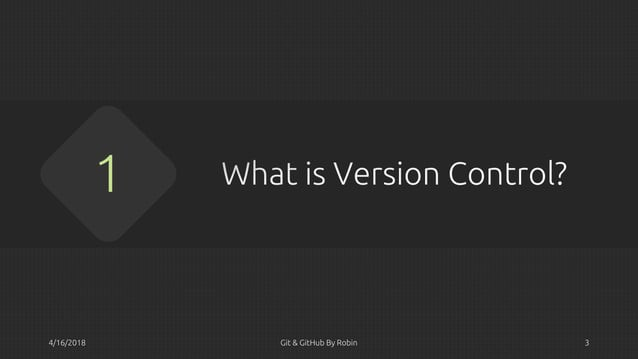 1
What is Version Control?
4/16/2018
Git & GitHub By Robin
3